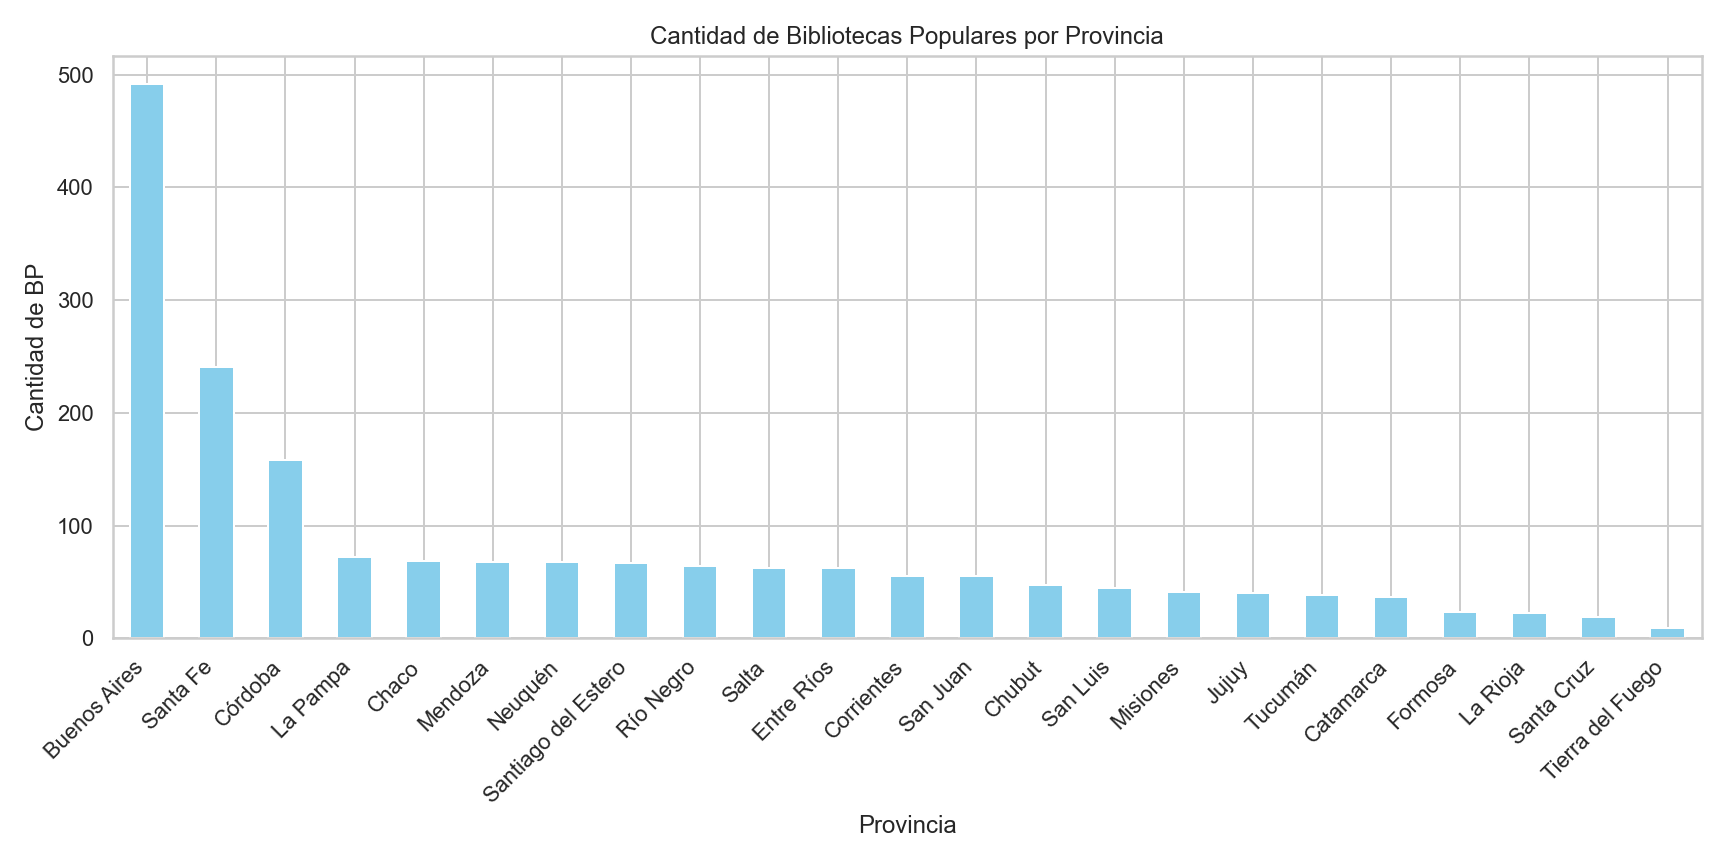 Cantidad de Bibliotecas Populares por Provincia
500
400
300
200
100
0
Cantidad de BP
Buenos Aires
Santa Fe
Córdoba
La Pampa
Chaco
Mendoza
Neuquén
Santiago del Estero
Río Negro
Salta
Entre Ríos
Corrientes
San Juan
Chubut
San Luis
Misiones
Jujuy
Tucumán
Catamarca
Formosa
La Rioja
Santa Cruz
Tierra del Fuego
Provincia